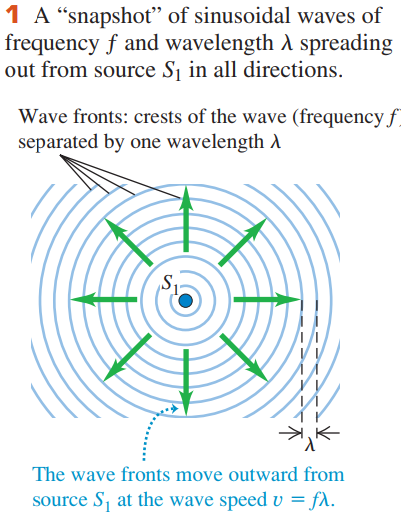 1 A “snapshot” of sinusoidal waves of
frequency f and wavelength λ spreading
out from source S₁ in all directions.
Wave fronts: crests of the wave (frequency f)
separated by one wavelength λ
S₁
λ
The wave fronts move outward from
source S₁ at the wave speed v = fλ.